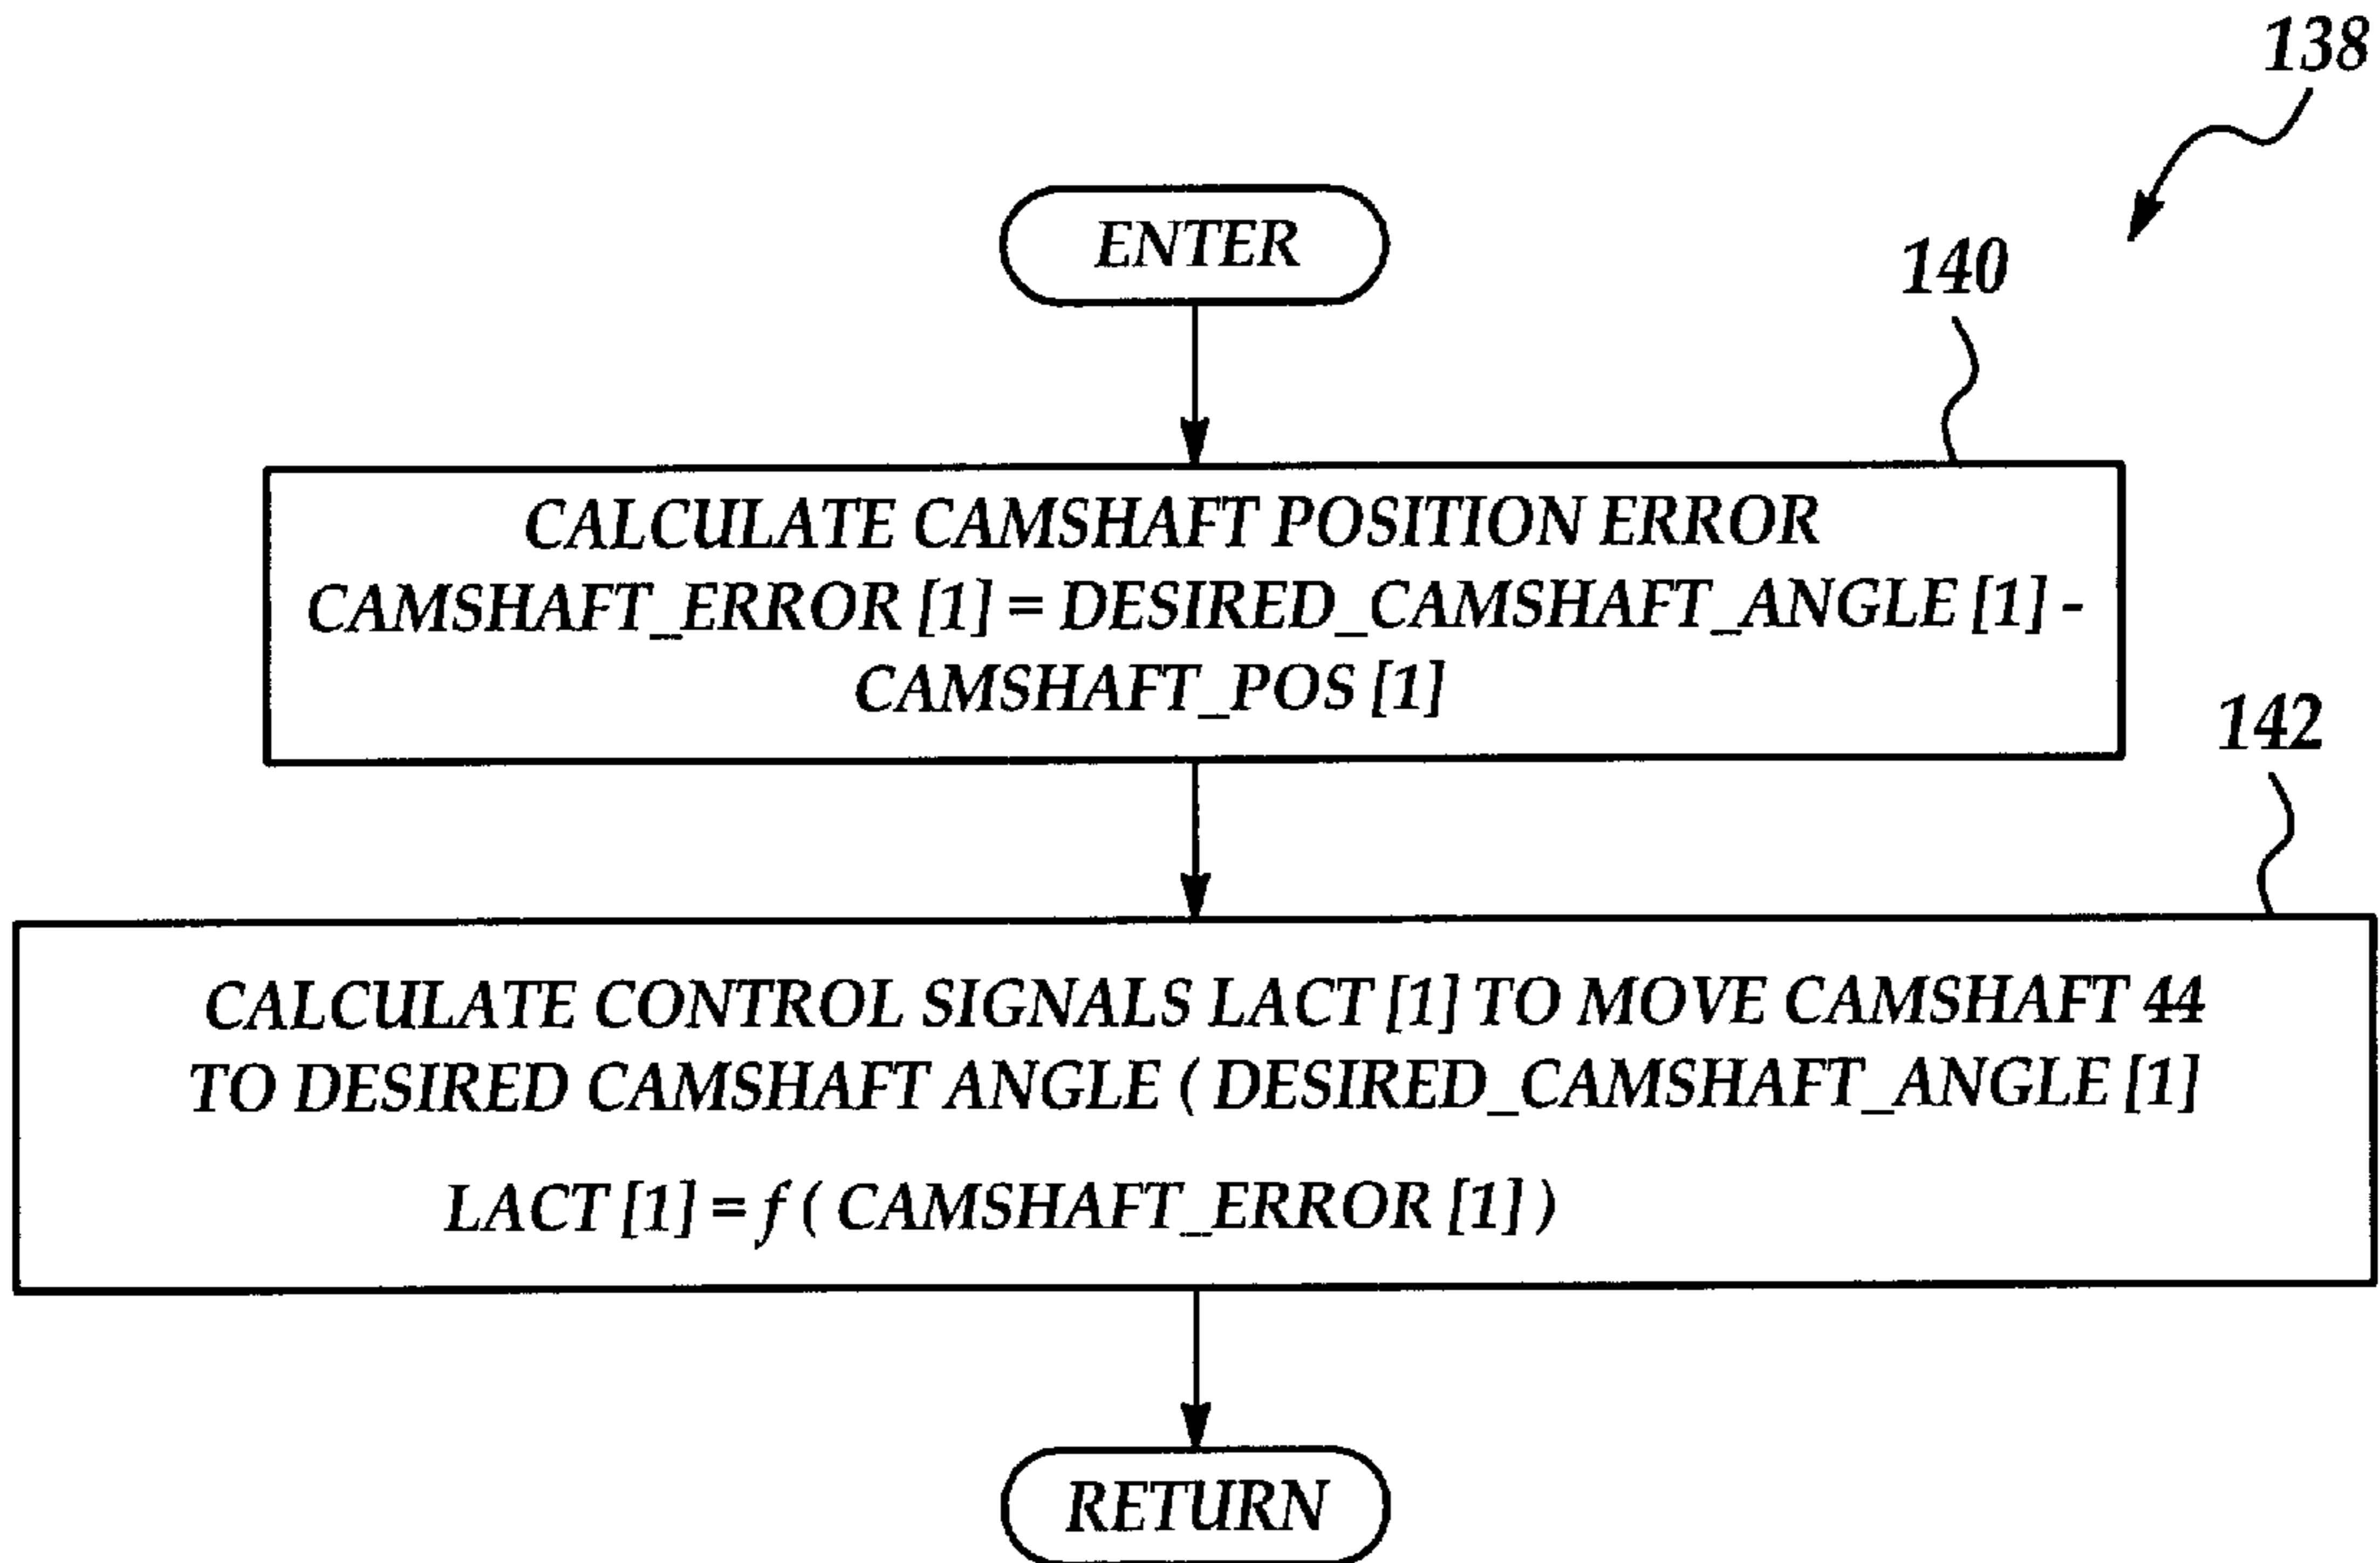 138
ENTER
140
CALCULATE CAMSHAFT POSITION ERROR
CAMSHAFT_ERROR [1] = DESIRED_CAMSHAFT_ANGLE [1] -
CAMSHAFT_POS [1]
142
CALCULATE CONTROL SIGNALS LACT [1] TO MOVE CAMSHAFT 44
TO DESIRED CAMSHAFT ANGLE ( DESIRED_CAMSHAFT_ANGLE [1]
LACT [1] = f ( CAMSHAFT_ERROR [1] )
RETURN